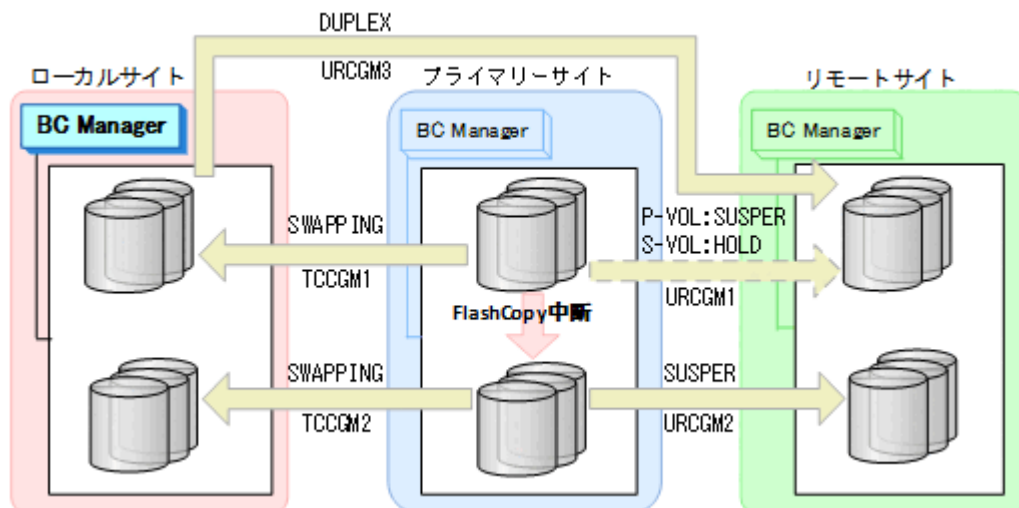 DUPLEX
URCGM3
ローカルサイト
プライマリーサイト
リモートサイト
BC Manager
BC Manager
BC Manager
SWAPPING
TCCGM1
P-VOL:SUSPER
S-VOL:HOLD
URCGM1
FlashCopy中断
SWAPPING
TCCGM2
SUSPER
URCGM2